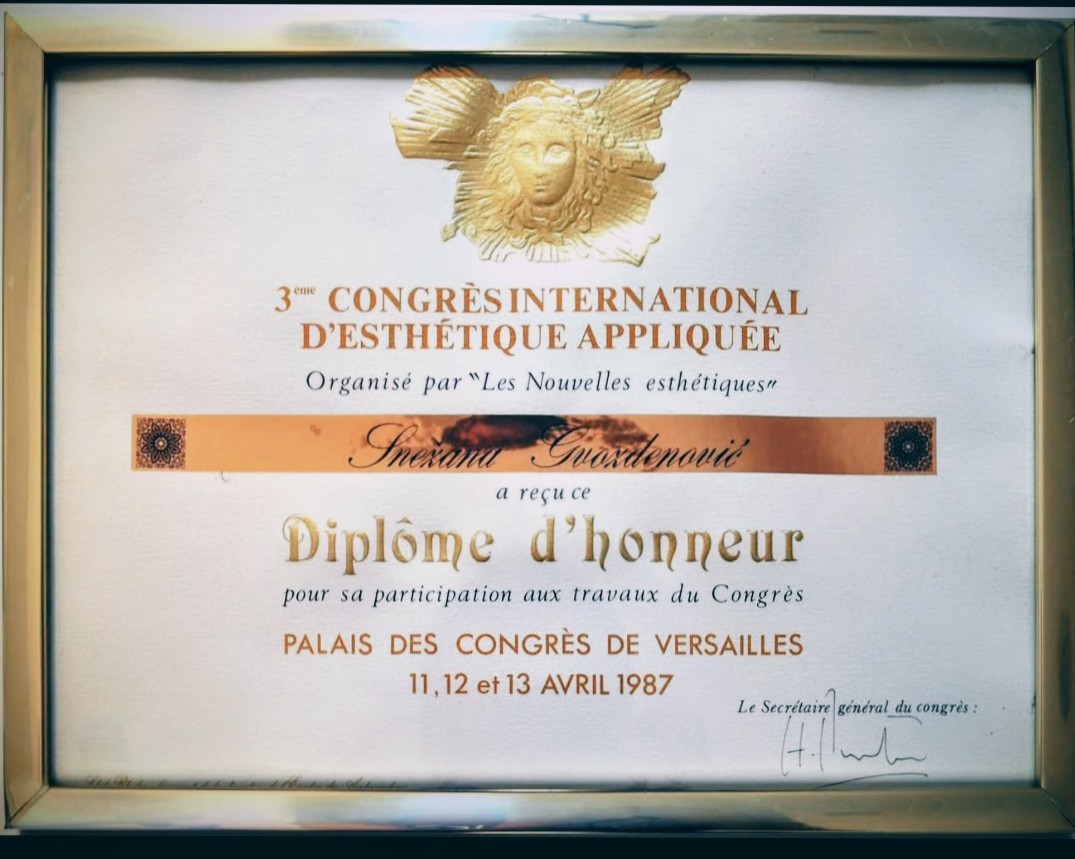 3ème CONGRÈS INTERNATIONAL
D'ESTHÉTIQUE APPLIQUÉE
Organisé par "Les Nouvelles esthétiques"
Snežana Gvozdenović
a reçu ce
Diplôme d'honneur
pour sa participation aux travaux du Congrès
PALAIS DES CONGRÈS DE VERSAILLES
11, 12 et 13 AVRIL 1987
Le Secrétaire général du congrès :